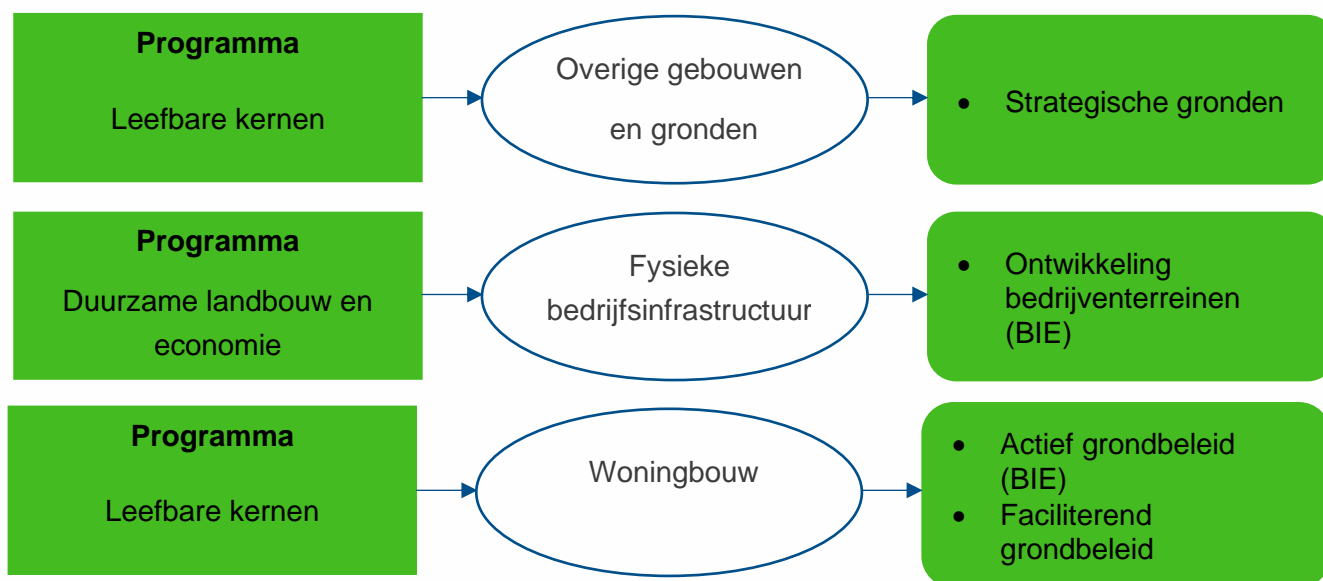 Programma
Leefbare kernen
Overige gebouwen
en gronden
• Strategische gronden
Programma
Duurzame landbouw en
economie
Fysieke
bedrijfsinfrastructuur
• Ontwikkeling
bedrijventerreinen
(BIE)
Programma
Leefbare kernen
Woningbouw
• Actief grondbeleid
(BIE)
• Faciliterend
grondbeleid